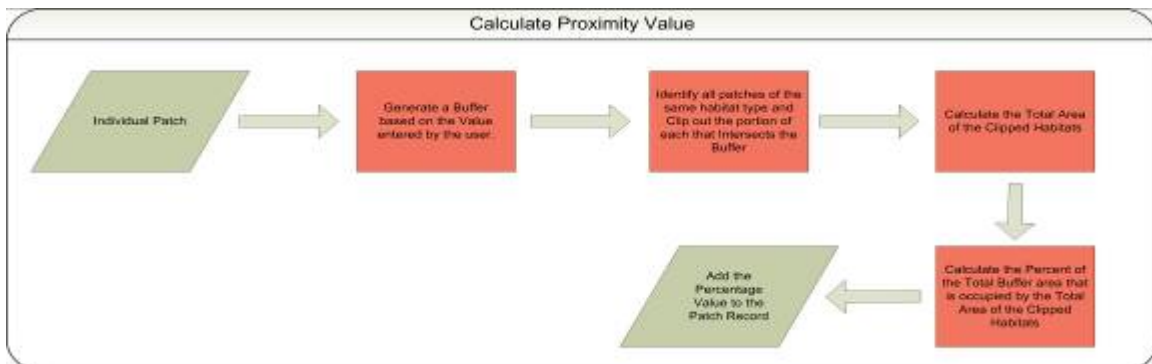 Calculate Proximity Value
Individual Patch
Generate a Buffer
based on the Value
entered by the user.
Identify all patches of the
same habitat type and
Clip out the portion of
each that Intersects the
Buffer
Calculate the Total Area
of the Clipped Habitats
Calculate the Percent of
the Total Buffer area that
is occupied by the Total
Area of the Clipped
Habitats
Add the
Percentage
Value to the
Patch Record